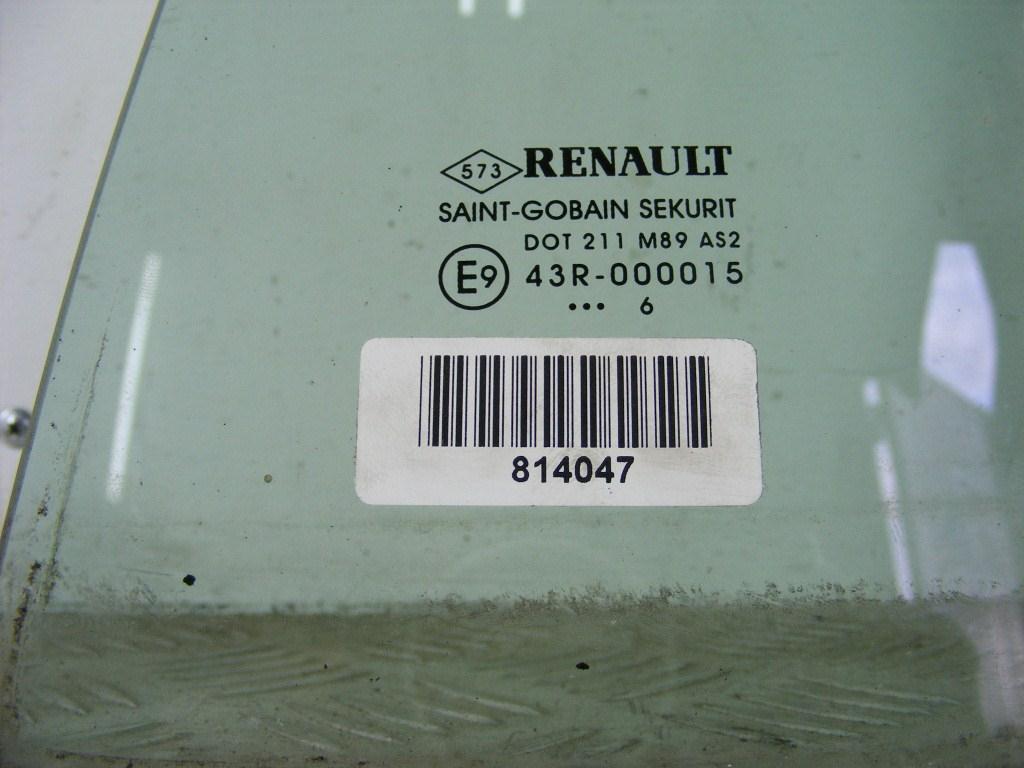 573 RENAULT
SAINT-GOBAIN SEKURIT
DOT 211 M89 AS2
E9 43R-000015
••• 6
814047